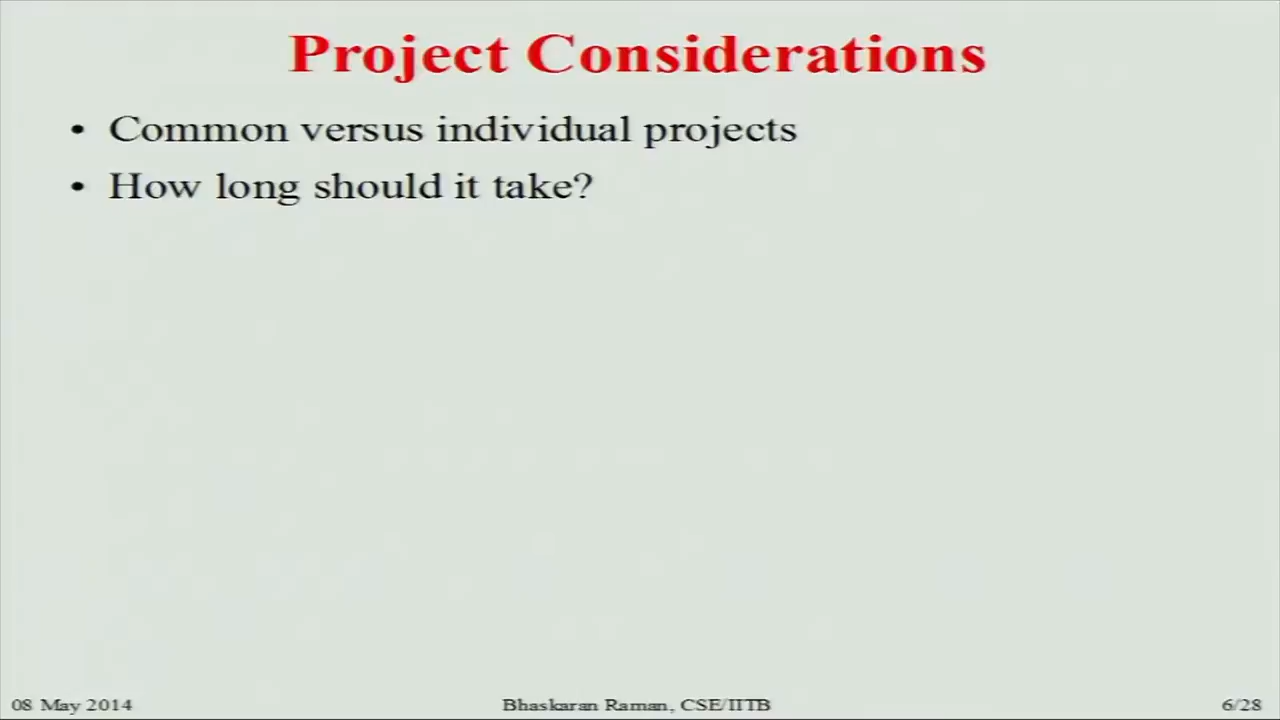 Project Considerations
• Common versus individual projects
• How long should it take?
08 May 2014 Bhaskaran Raman, CSE/IITB 6/28